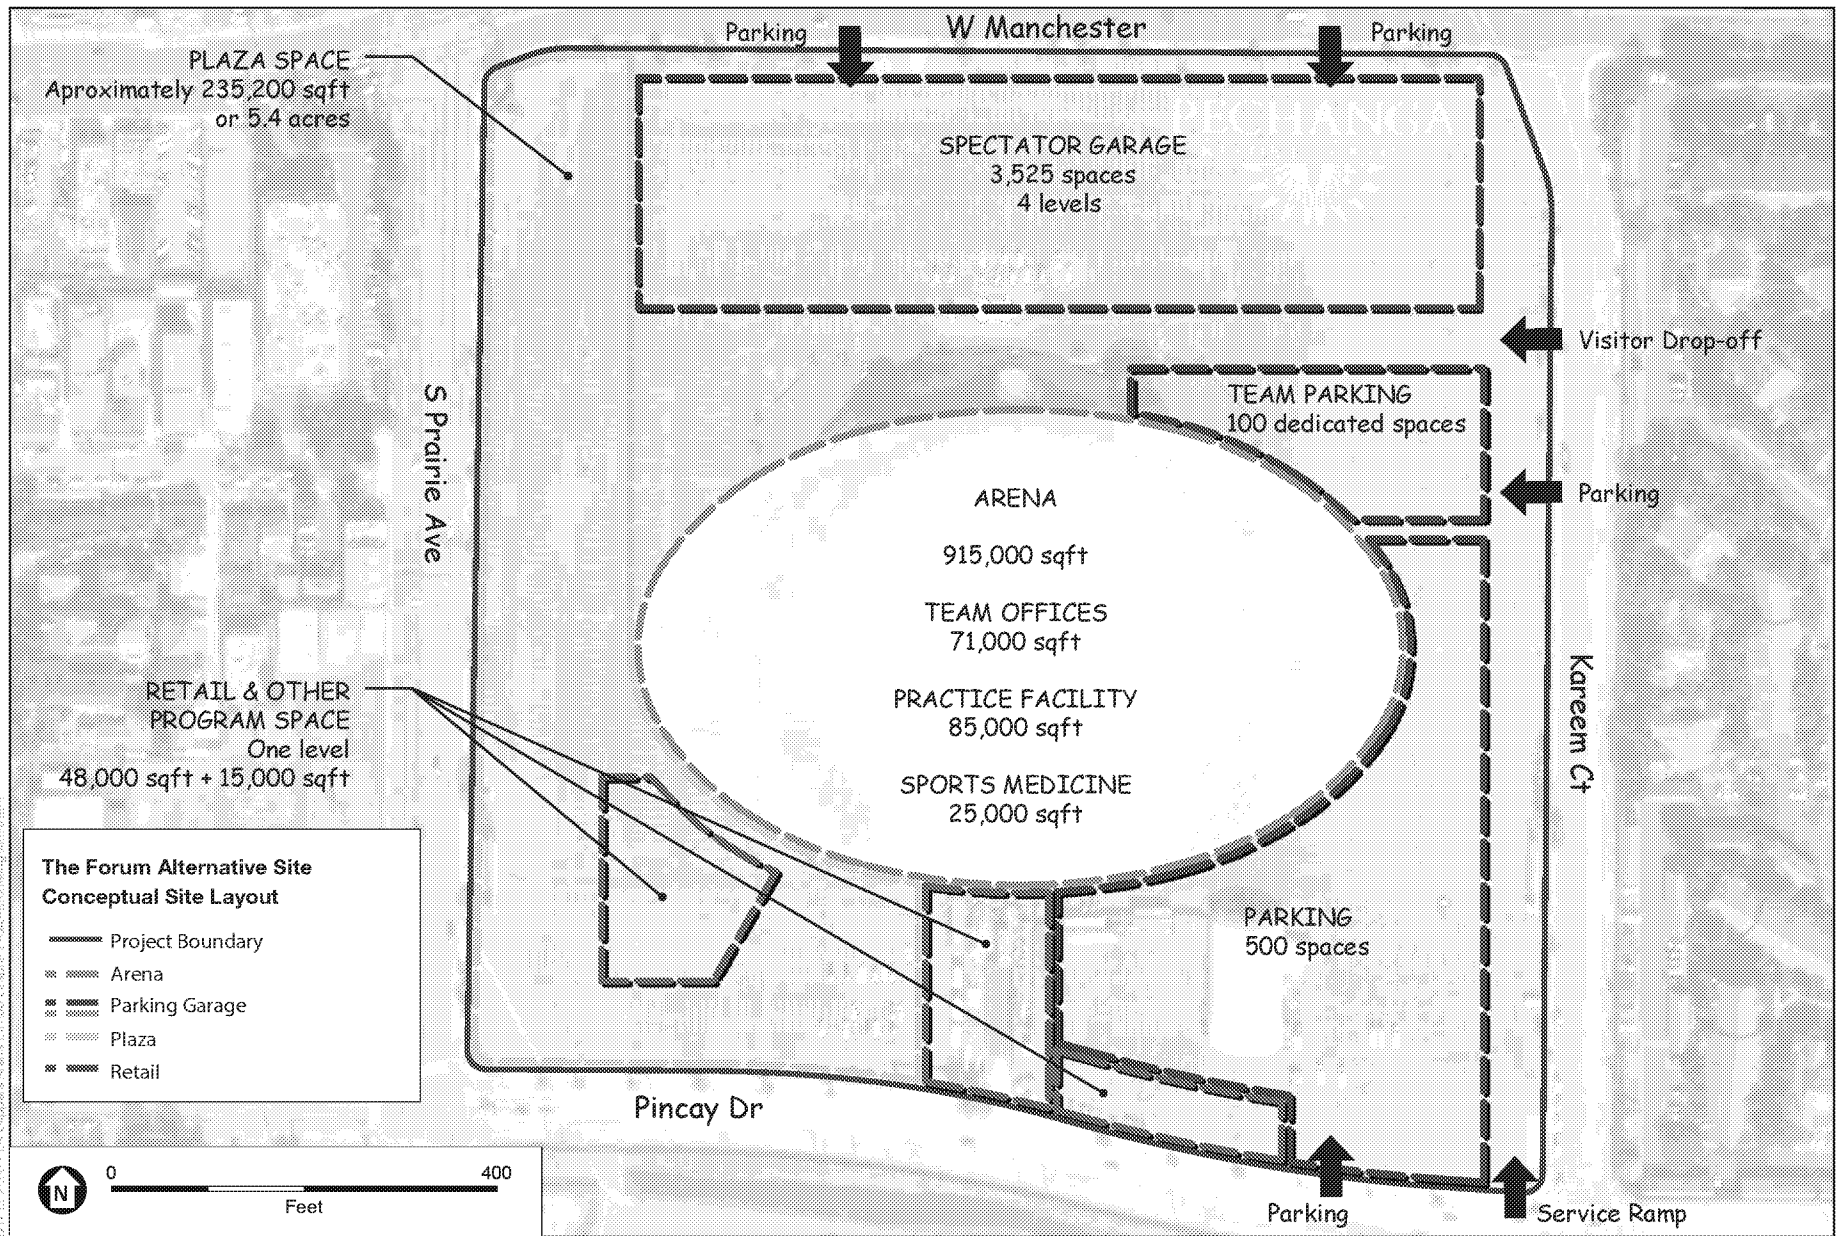 Parking
W Manchester
Parking
PLAZA SPACE
Aproximately 235,200 sqft
or 5.4 acres
PECHANGA
SPECTATOR GARAGE
3,525 spaces
4 levels
Visitor Drop-off
S Prairie Ave
TEAM PARKING
100 dedicated spaces
Parking
ARENA
915,000 sqft
TEAM OFFICES
71,000 sqft
PRACTICE FACILITY
85,000 sqft
SPORTS MEDICINE
25,000 sqft
Kareem Ct
RETAIL & OTHER
PROGRAM SPACE
One level
48,000 sqft + 15,000 sqft
PARKING
500 spaces
The Forum Alternative Site
Conceptual Site Layout
Project Boundary
Arena
Parking Garage
Plaza
Retail
Pincay Dr
N
0 400
Feet
Parking
Service Ramp